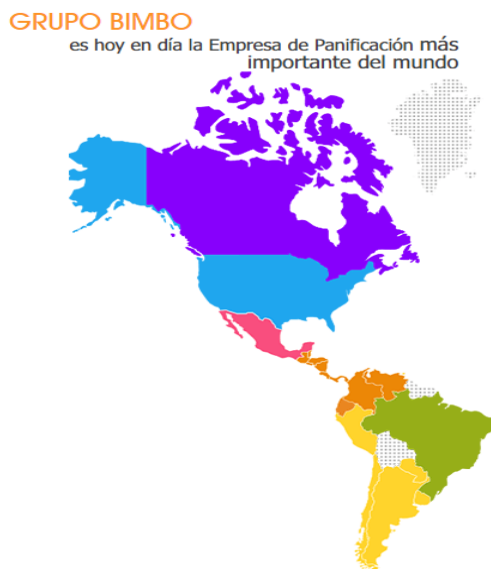 GRUPO BIMBO
es hoy en día la Empresa de Panificación más
importante del mundo